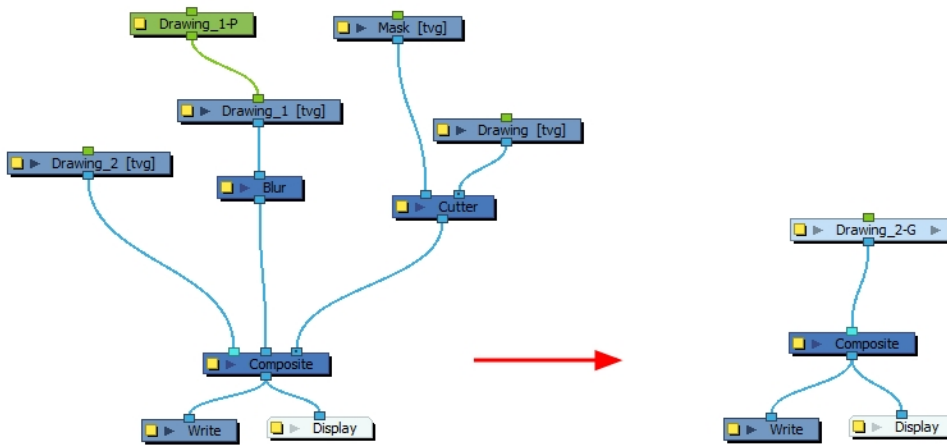 Drawing_1-P
Mask [tvg]
Drawing_1 [tvg]
Drawing [tvg]
Drawing_2 [tvg]
Blur
Cutter
Composite
Write
Display
Drawing_2-G
Composite
Write
Display